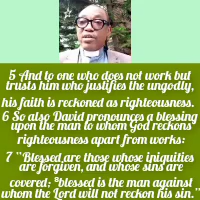 5 And to one who does not work but
trusts him who justifies the ungodly,
his faith is reckoned as righteousness.
6 So also David pronounces a blessing
upon the man to whom God reckons
righteousness apart from works:
7 "Blessed are those whose iniquities
are forgiven, and whose sins are
covered; ⁸blessed is the man against
whom the Lord will not reckon his sin."